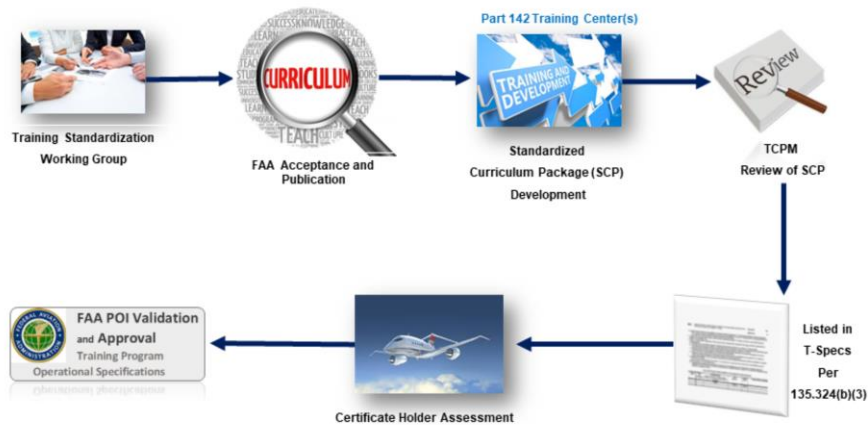 Part 142 Training Center(s)
CURRICULUM
TEACH
TRAINING AND
DEVELOPMENT
Review
Training Standardization
Working Group
FAA Acceptance and
Publication
Standardized
Curriculum Package (SCP)
Development
TCPM
Review of SCP
FAA POI Validation
and Approval
Training Program
Operational Specifications
Certificate Holder Assessment
Listed in
T-Specs
Per
135.324(b)(3)